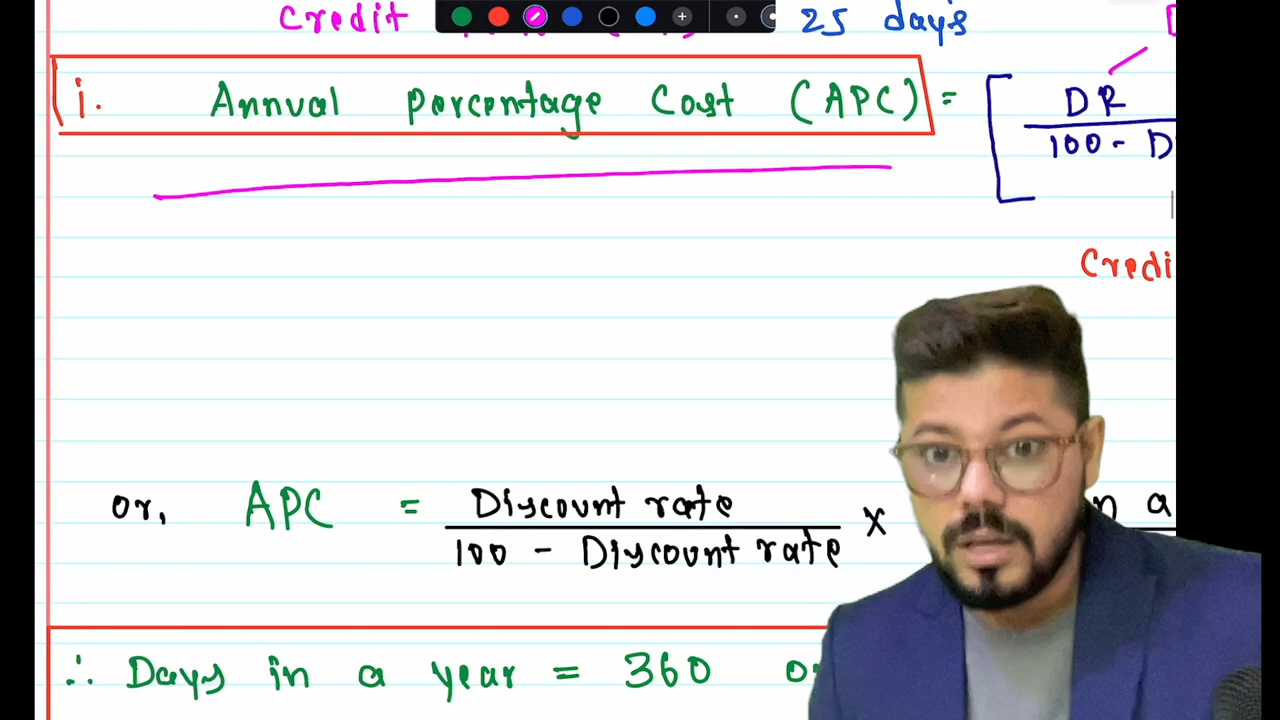 Credit 25 days
i. Annual percentage Cost (APC) = [ DR
100 - D
Credi
or, APC = Discount rate ×
100 - Discount rate
n a
∴ Days in a year = 360 o